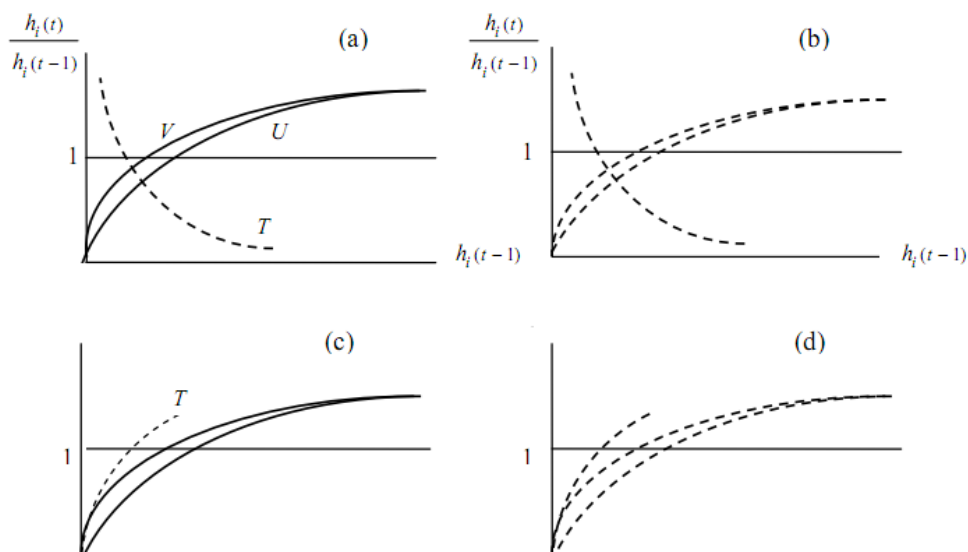 h_i(t)
h_i(t−1)
(a)
V
U
1
T
h_i(t−1)
h_i(t)
h_i(t−1)
(b)
1
h_i(t−1)
(c)
T
1
(d)
1